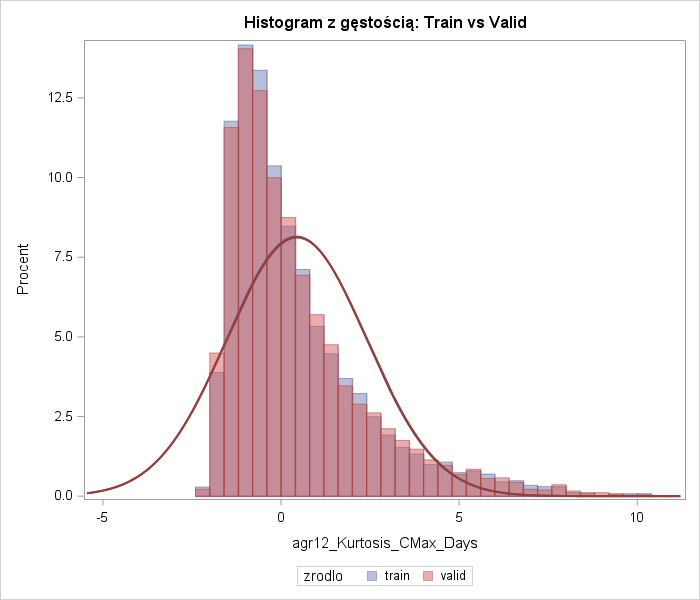 Histogram z gęstością: Train vs Valid
12.5
10.0
7.5
5.0
2.5
0.0
Procent
-5
0
5
10
agr12_Kurtosis_CMax_Days
zrodlo train valid